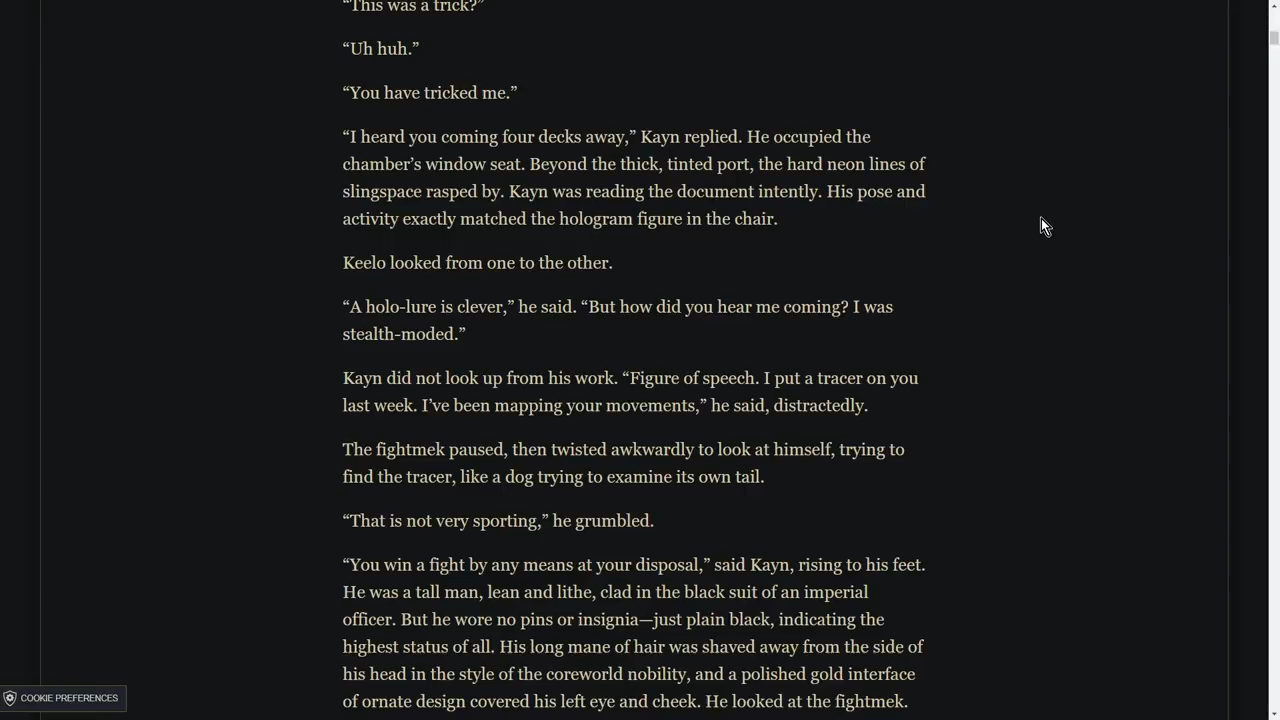 “This was a trick?”
“Uh huh.”
“You have tricked me.”
“I heard you coming four decks away,” Kayn replied. He occupied the
chamber’s window seat. Beyond the thick, tinted port, the hard neon lines of
slingspace rasped by. Kayn was reading the document intently. His pose and
activity exactly matched the hologram figure in the chair.
Keelo looked from one to the other.
“A holo-lure is clever,” he said. “But how did you hear me coming? I was
stealth-moded.”
Kayn did not look up from his work. “Figure of speech. I put a tracer on you
last week. I’ve been mapping your movements,” he said, distractedly.
The fightmek paused, then twisted awkwardly to look at himself, trying to
find the tracer, like a dog trying to examine its own tail.
“That is not very sporting,” he grumbled.
“You win a fight by any means at your disposal,” said Kayn, rising to his feet.
He was a tall man, lean and lithe, clad in the black suit of an imperial
officer. But he wore no pins or insignia—just plain black, indicating the
highest status of all. His long mane of hair was shaved away from the side of
his head in the style of the coreworld nobility, and a polished gold interface
of ornate design covered his left eye and cheek. He looked at the fightmek.
COOKIE PREFERENCES